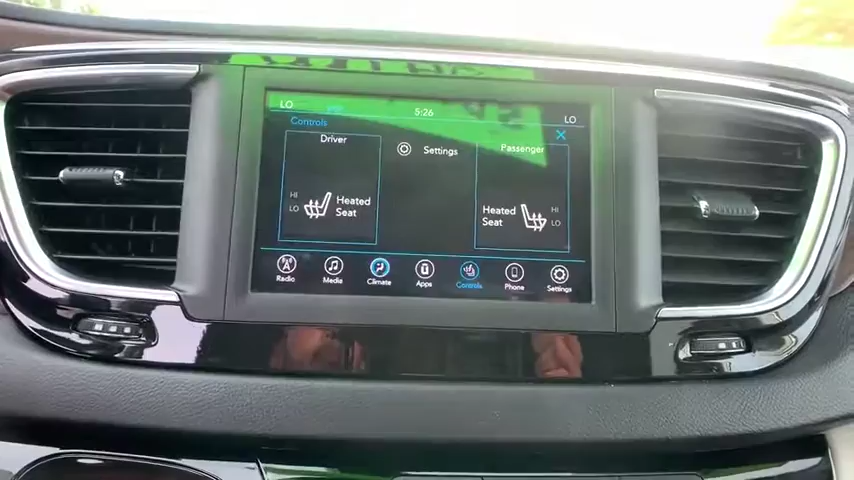 LO 5:26 LO
Controls
Driver
Settings
Passenger
HI
LO
Heated
Seat
Heated
Seat
HI
LO
Radio Media Climate Apps Controls Phone Settings